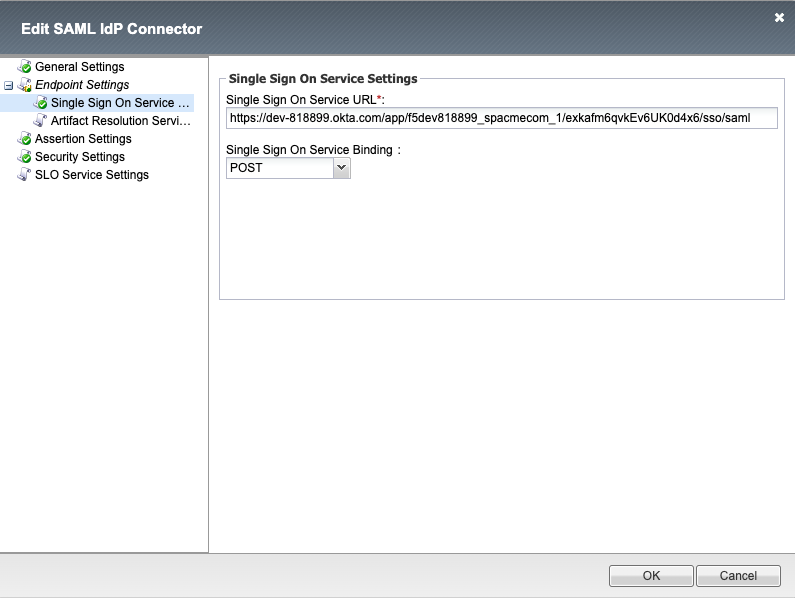 Edit SAML IdP Connector
General Settings
Endpoint Settings
Single Sign On Service ...
Artifact Resolution Servi...
Assertion Settings
Security Settings
SLO Service Settings
Single Sign On Service Settings
Single Sign On Service URL*:
https://dev-818899.okta.com/app/f5dev818899_spacmecom_1/exkafm6qvkEv6UK0d4x6/sso/saml
Single Sign On Service Binding :
POST
OK
Cancel